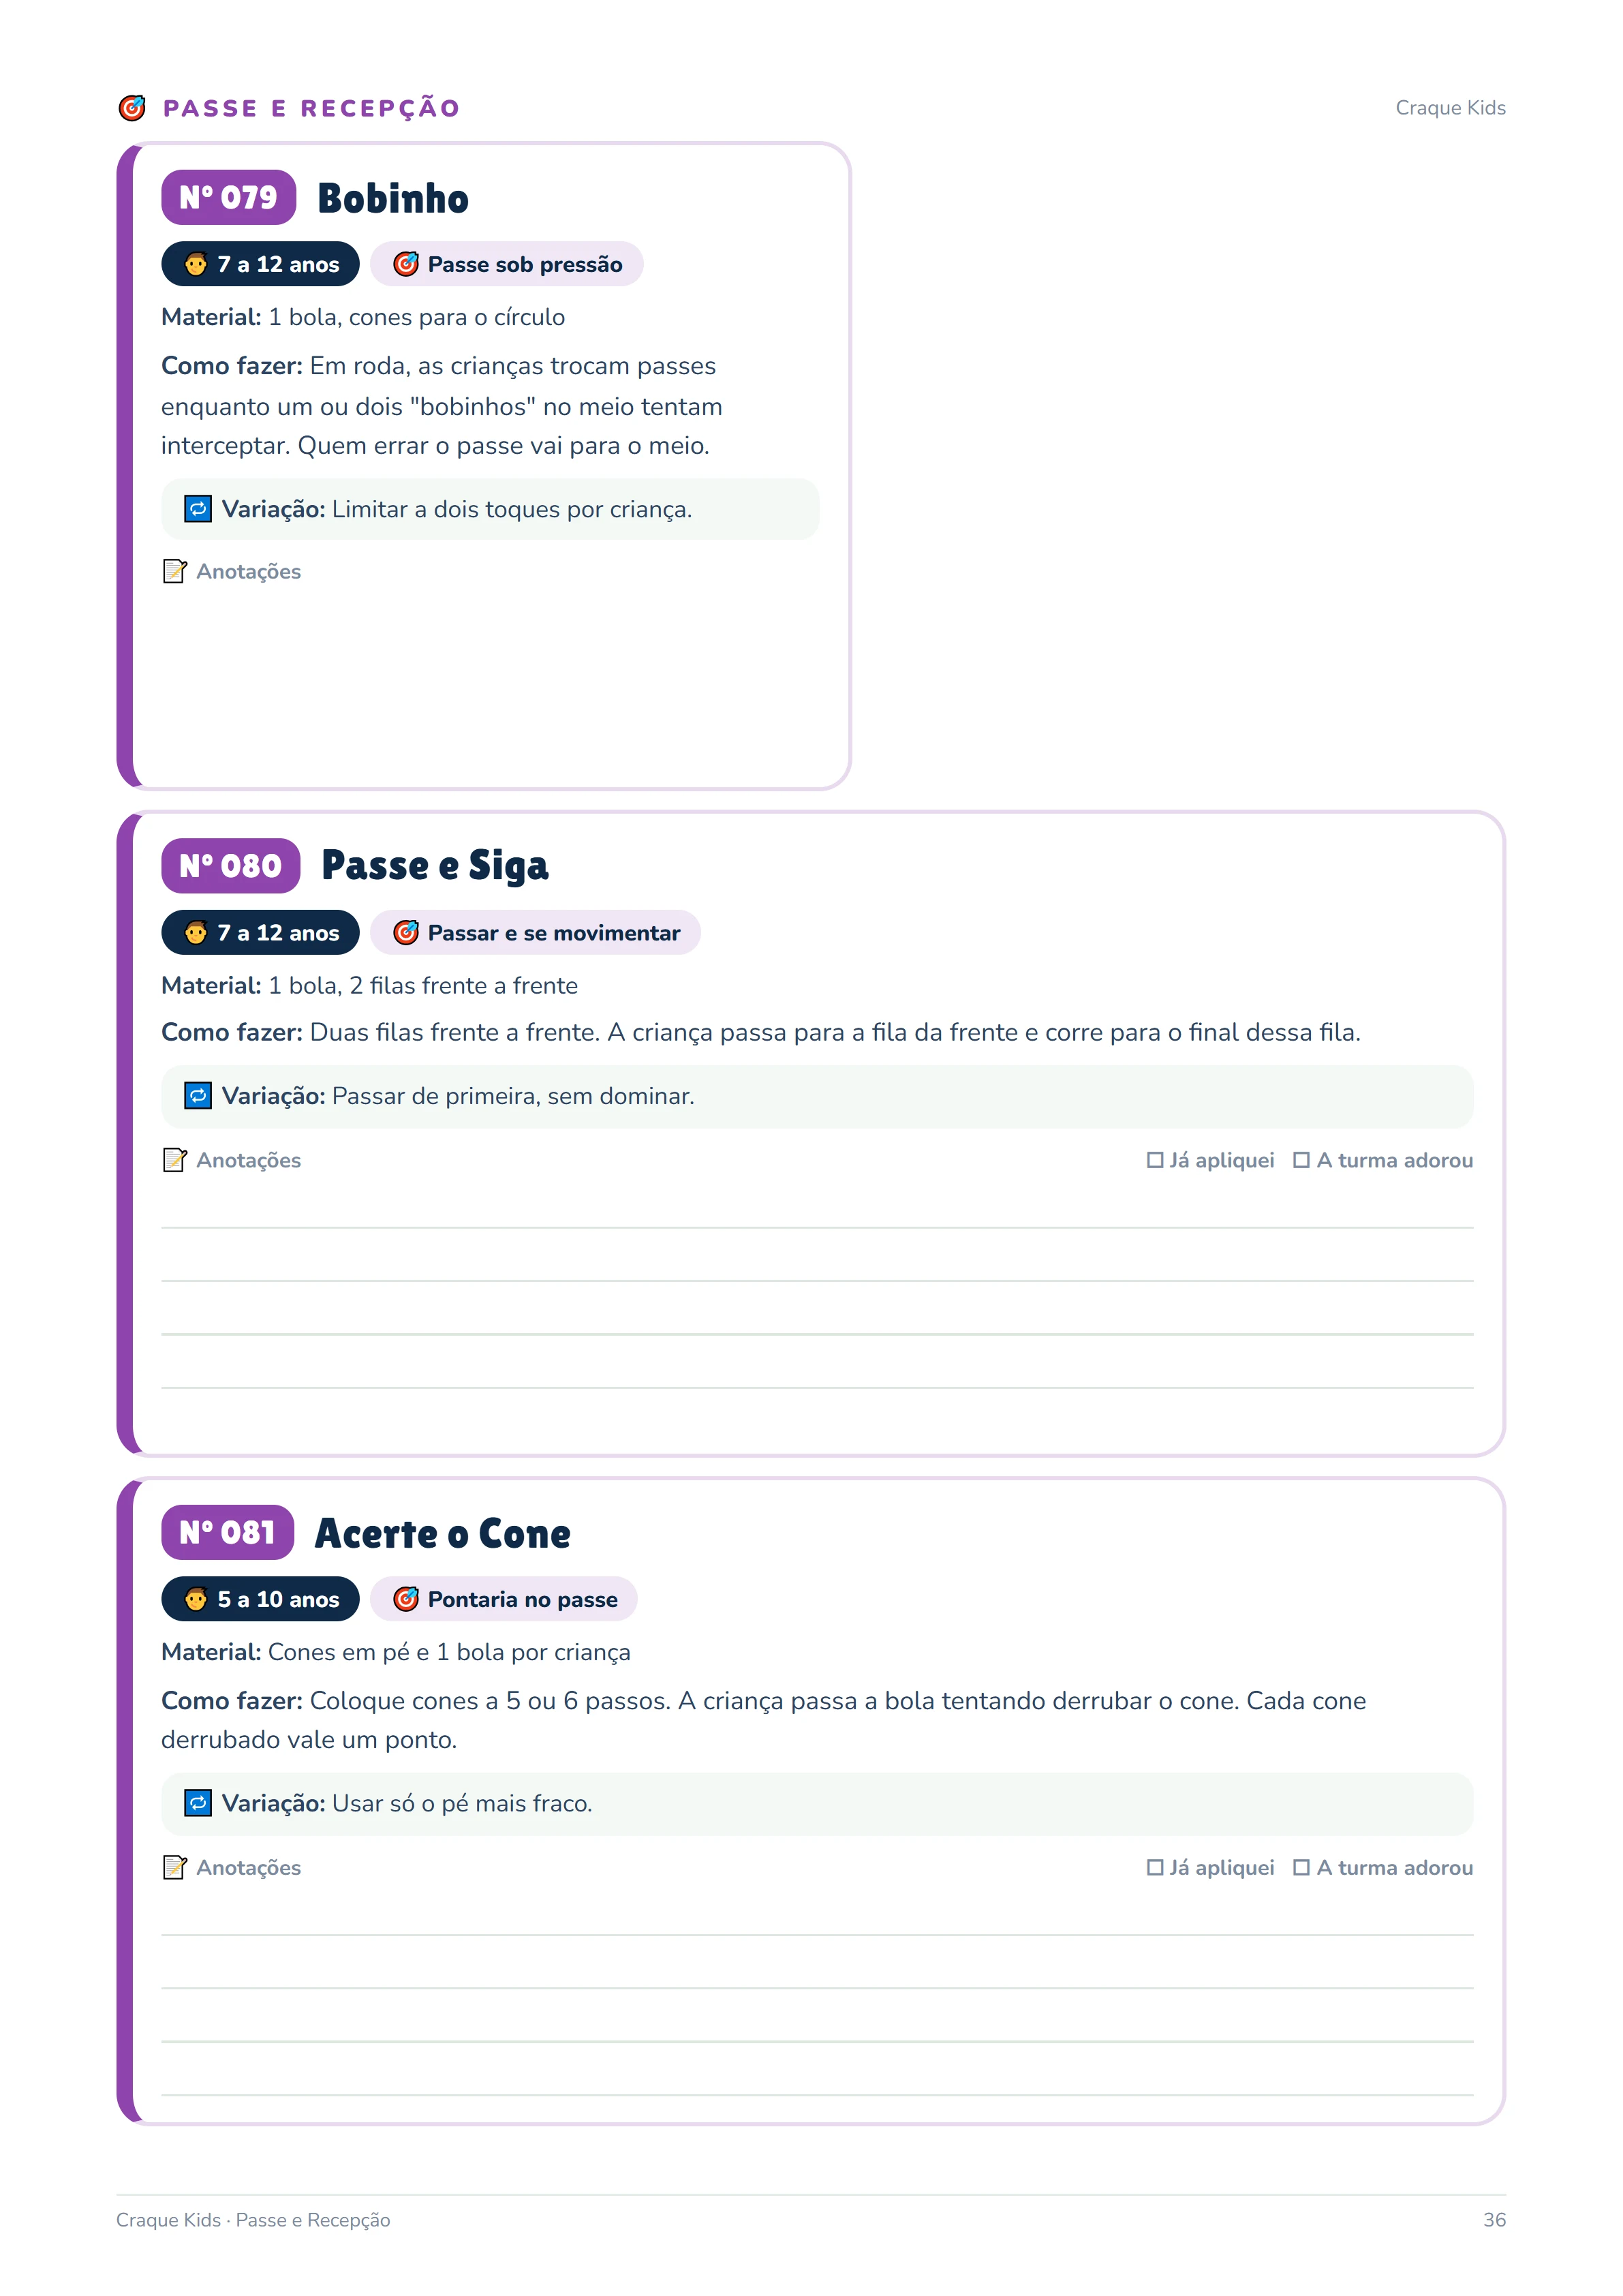 PASSE E RECEPÇÃO
Craque Kids
Nº 079 Bobinho
7 a 12 anos Passe sob pressão
Material: 1 bola, cones para o círculo
Como fazer: Em roda, as crianças trocam passes
enquanto um ou dois "bobinhos" no meio tentam
interceptar. Quem errar o passe vai para o meio.
Variação: Limitar a dois toques por criança.
Anotações
Nº 080 Passe e Siga
7 a 12 anos Passar e se movimentar
Material: 1 bola, 2 filas frente a frente
Como fazer: Duas filas frente a frente. A criança passa para a fila da frente e corre para o final dessa fila.
Variação: Passar de primeira, sem dominar.
Anotações
Já apliquei A turma adorou
Nº 081 Acerte o Cone
5 a 10 anos Pontaria no passe
Material: Cones em pé e 1 bola por criança
Como fazer: Coloque cones a 5 ou 6 passos. A criança passa a bola tentando derrubar o cone. Cada cone
derrubado vale um ponto.
Variação: Usar só o pé mais fraco.
Anotações
Já apliquei A turma adorou
Craque Kids · Passe e Recepção
36